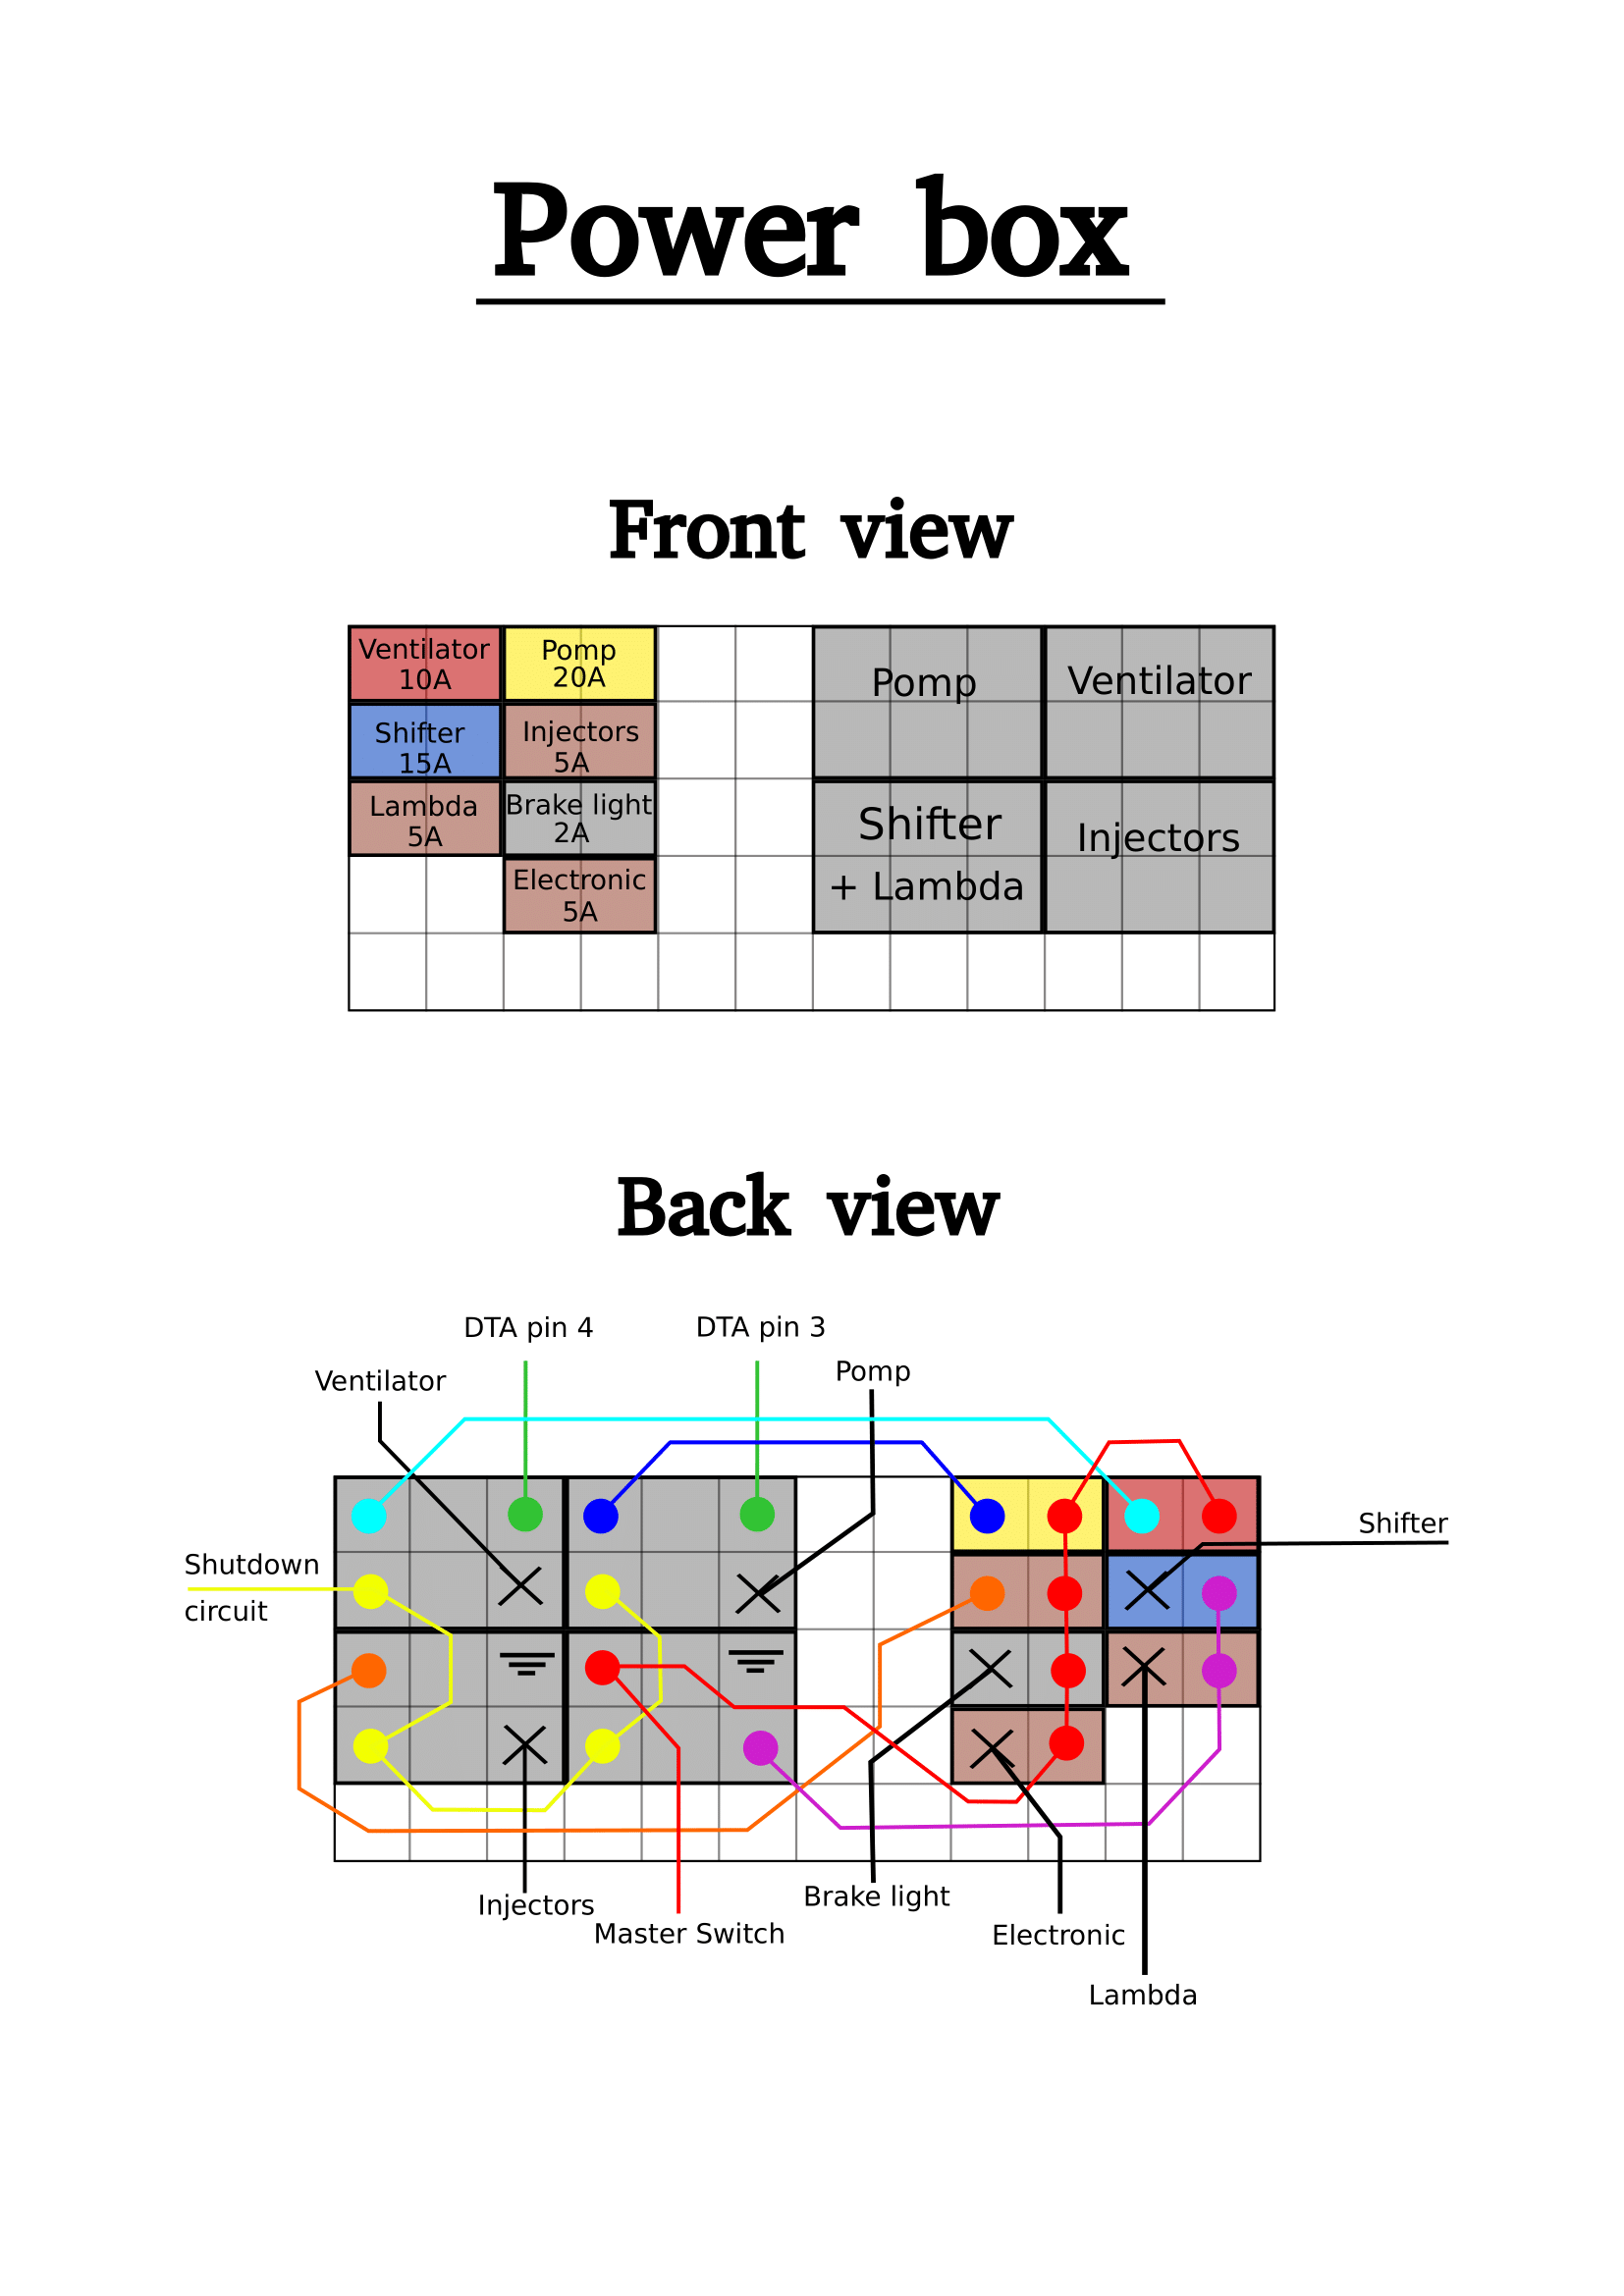 Power box
Front view
Ventilator
10A
Pomp
20A
Pomp
Ventilator
Shifter
15A
Injectors
5A
Lambda
5A
Brake light
2A
Shifter
+ Lambda
Injectors
Electronic
5A
Back view
DTA pin 4
DTA pin 3
Ventilator
Pomp
Shifter
Shutdown
circuit
Injectors
Master Switch
Brake light
Electronic
Lambda